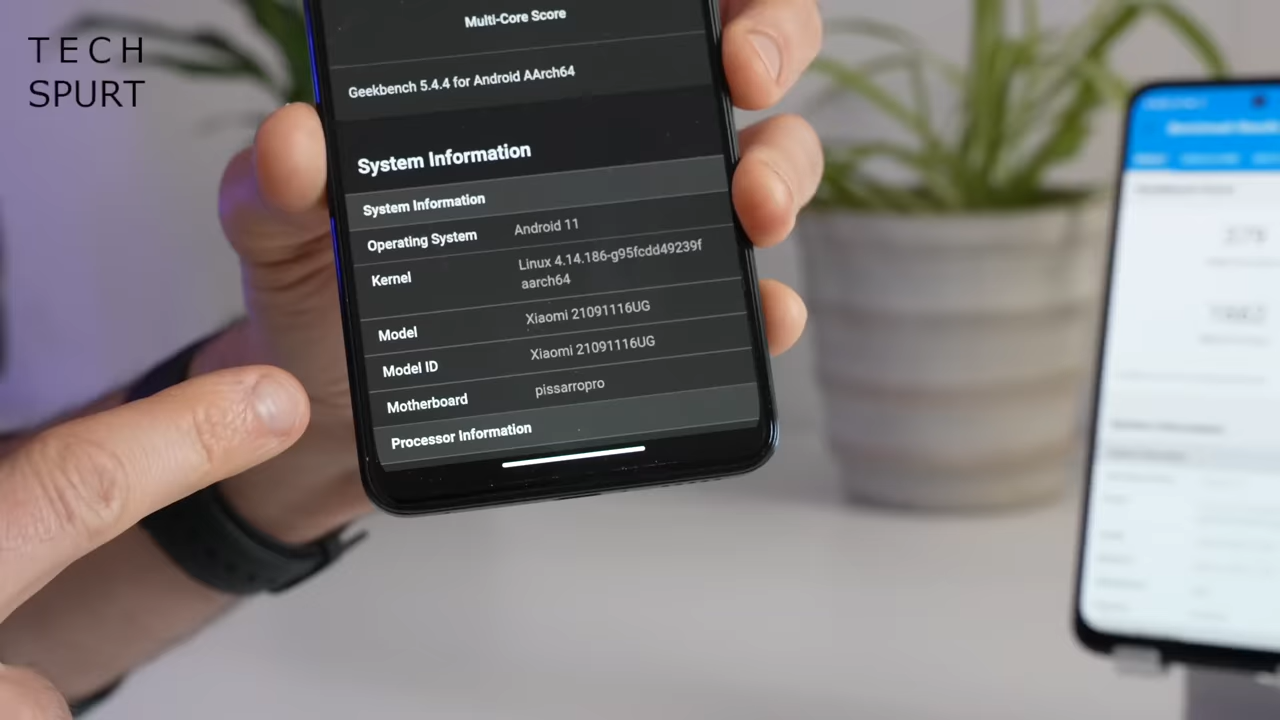 TECH
SPURT
Multi-Core Score
Geekbench 5.4.4 for Android AArch64
System Information
System Information
Operating System Android 11
Kernel Linux 4.14.186-g95fcdd49239f
aarch64
Model Xiaomi 21091116UG
Model ID Xiaomi 21091116UG
Motherboard pissarropro
Processor Information